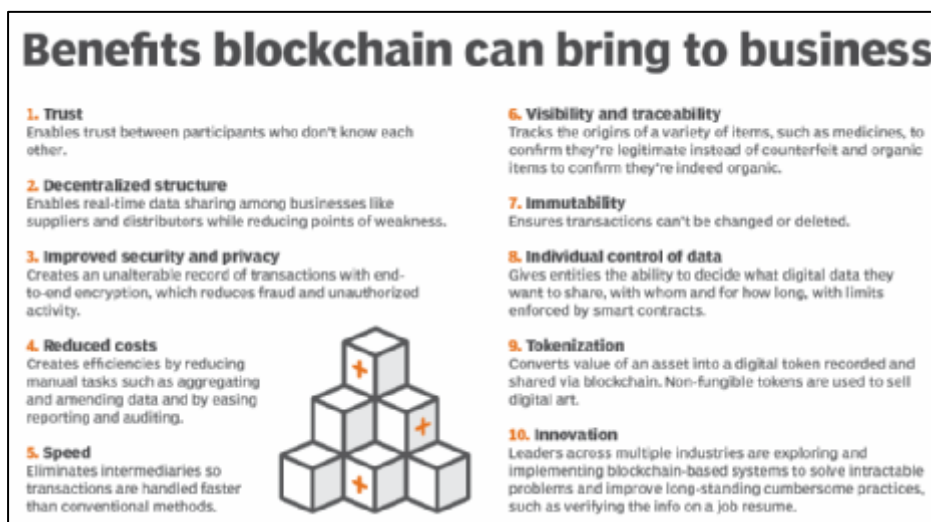 Benefits blockchain can bring to business
1. Trust
Enables trust between participants who don't know each
other.
2. Decentralized structure
Enables real-time data sharing among businesses like
suppliers and distributors while reducing points of weakness.
3. Improved security and privacy
Creates an unalterable record of transactions with end-
to-end encryption, which reduces fraud and unauthorized
activity.
4. Reduced costs
Creates efficiencies by reducing
manual tasks such as aggregating
and amending data and by easing
reporting and auditing.
5. Speed
Eliminates intermediaries so
transactions are handled faster
than conventional methods.
6. Visibility and traceability
Tracks the origins of a variety of items, such as medicines, to
confirm they're legitimate instead of counterfeit and organic
items to confirm they're indeed organic.
7. Immutability
Ensures transactions can't be changed or deleted.
8. Individual control of data
Gives entities the ability to decide what digital data they
want to share, with whom and for how long, with limits
enforced by smart contracts.
9. Tokenization
Converts value of an asset into a digital token recorded and
shared via blockchain. Non-fungible tokens are used to sell
digital art.
10. Innovation
Leaders across multiple industries are exploring and
implementing blockchain-based systems to solve intractable
problems and improve long-standing cumbersome practices,
such as verifying the info on a job resume.